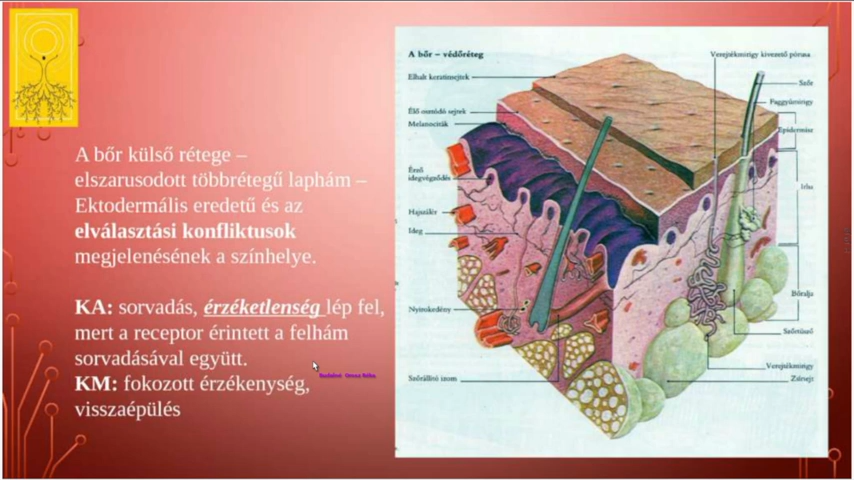 A bőr külső rétege –
elszarusodott többrétegű laphám –
Ektodermális eredetű és az
elválasztási konfliktusok
megjelenésének a színhelye.
KA: sorvadás, érzéketlenség lép fel,
mert a receptor érintett a felhám
sorvadásával együtt.
KM: fokozott érzékenység,
visszaépülés
A bőr – védőréteg
Elhalt keratinsejtek
Élő osztódó sejtek
Melanociták
Érző
idegvégződés
Hajszálér
Ideg
Nyirokedény
Szőrállító izom
Verejtékmirigy kivezető pórusa
Szőr
Faggyúmirigy
Epidermisz
Irha
Bőralja
Szőrtüsző
Verejtékmirigy
Zsírsejt